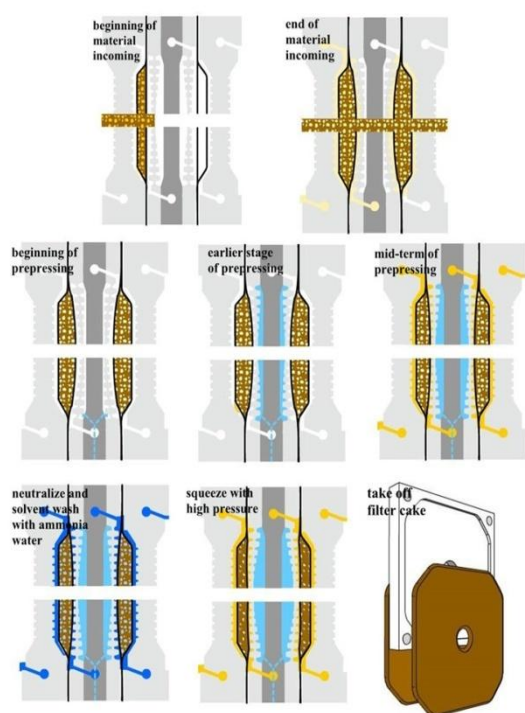 beginning of
material
incoming
end of
material
incoming
beginning of
prepressing
earlier stage
of prepressing
mid-term of
prepressing
neutralize and
solvent wash
with ammonia
water
squeeze with
high pressure
take off
filter cake